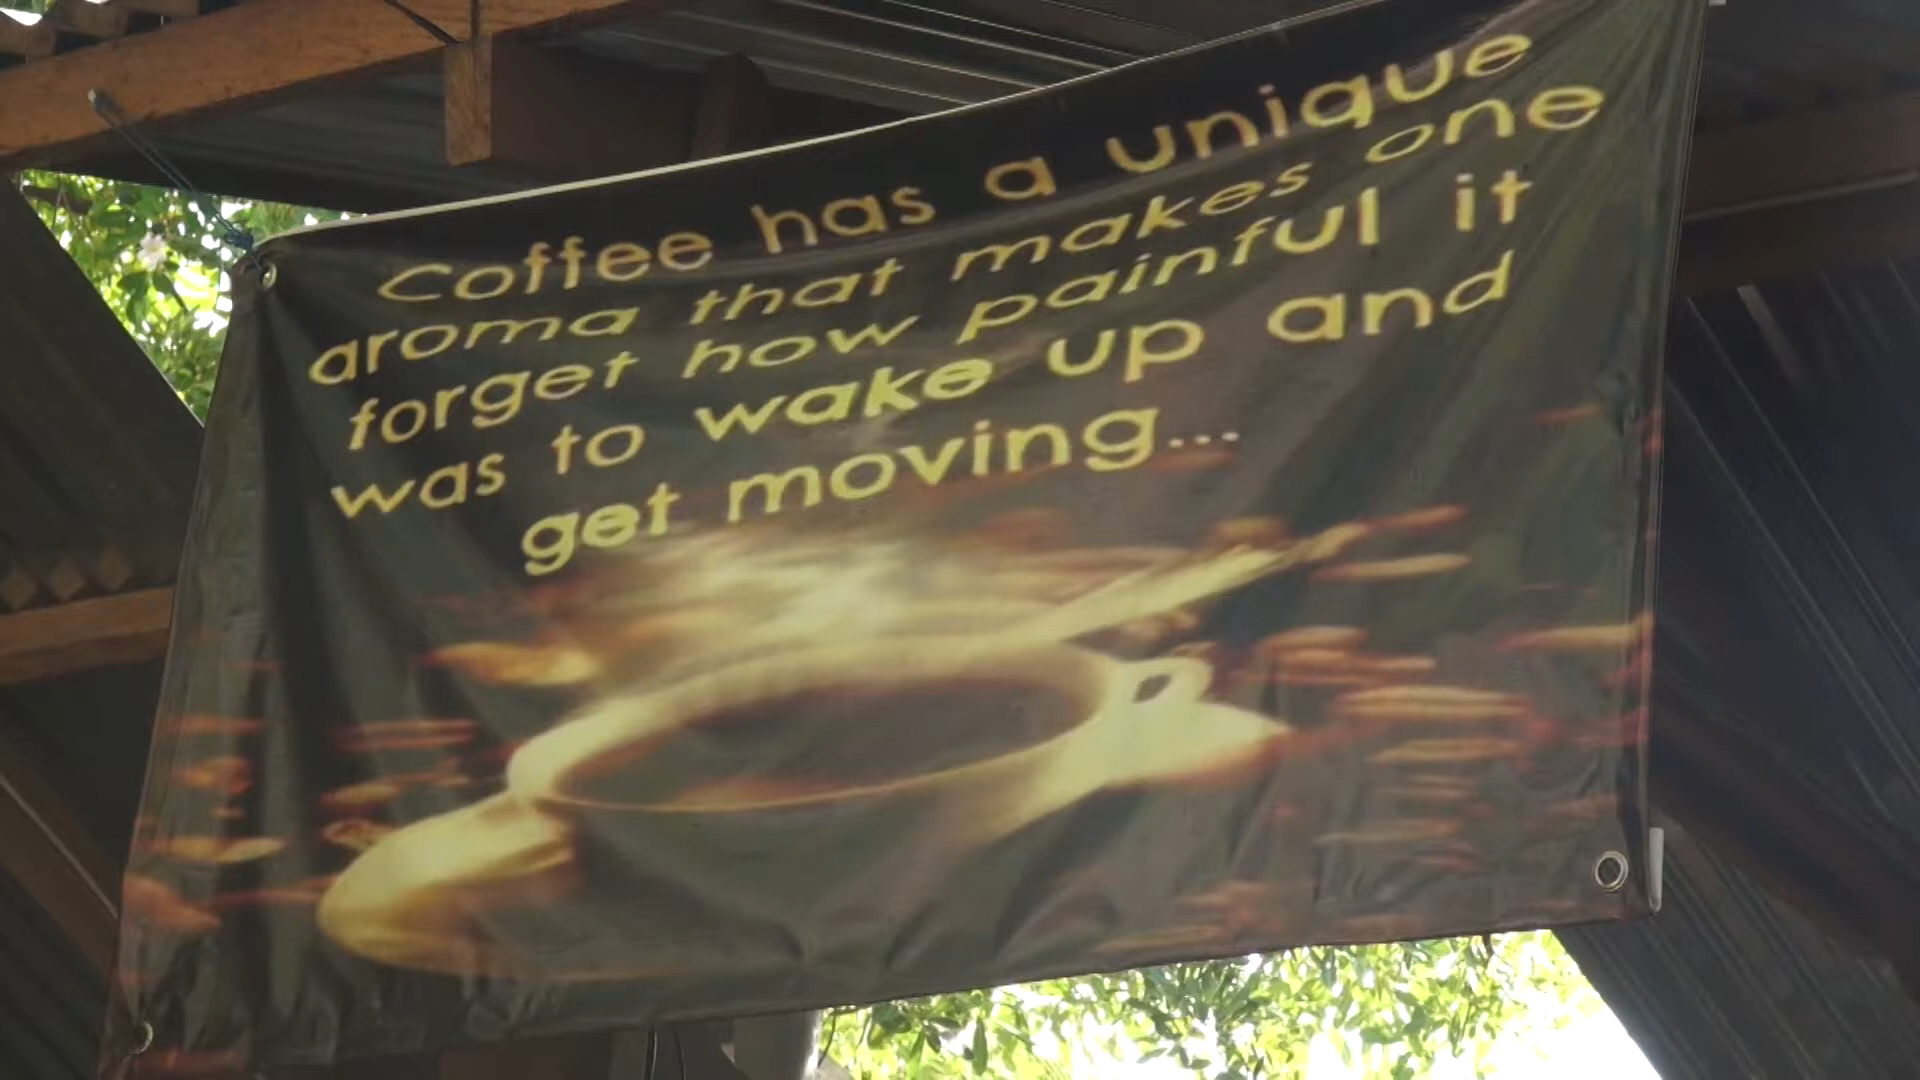 Coffee has a unique
aroma that makes one
forget how painful it
was to wake up and
get moving...